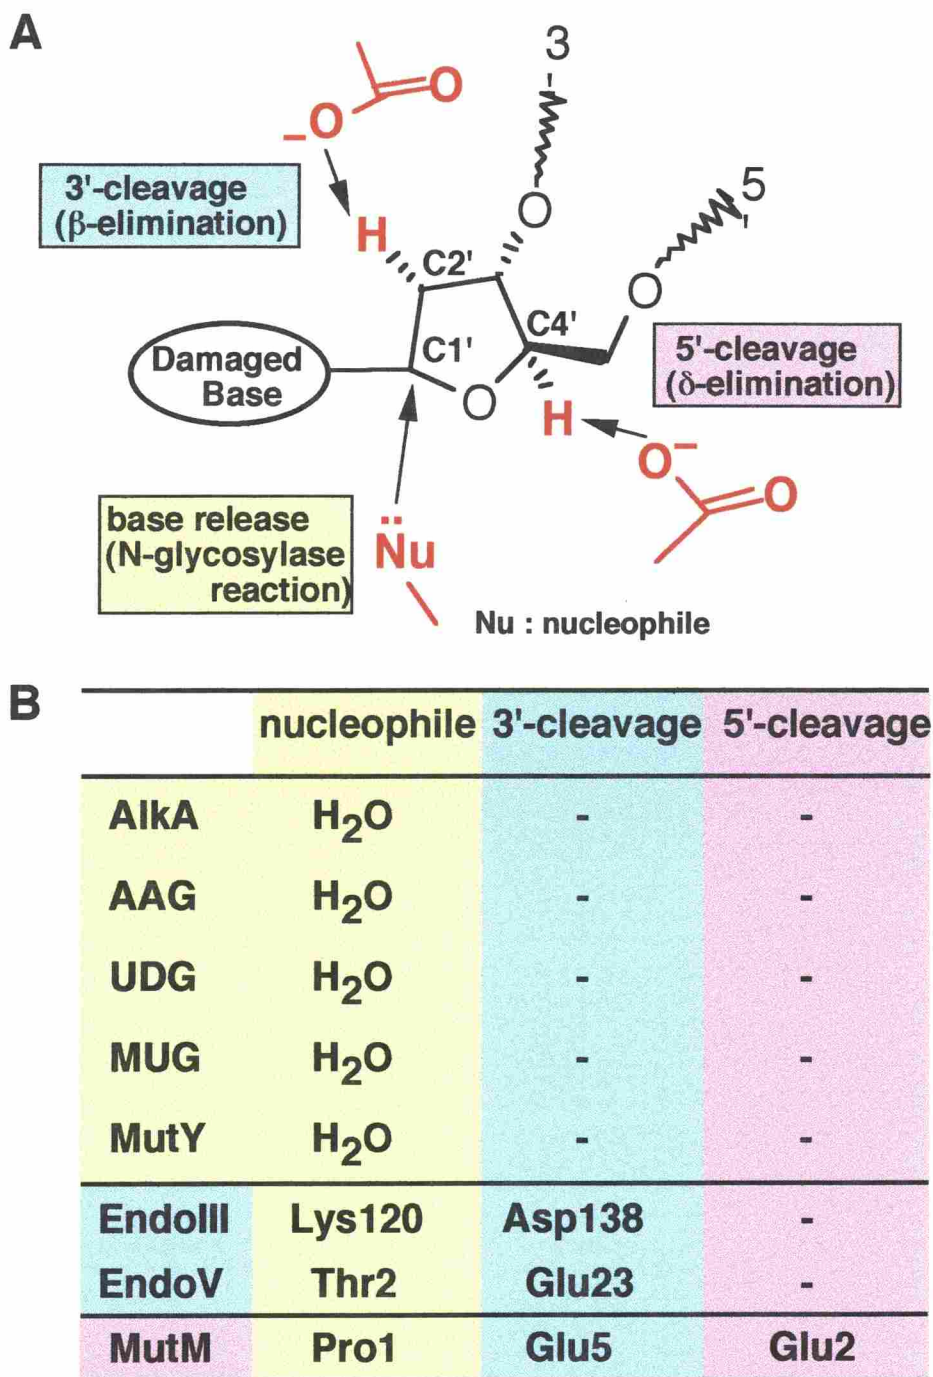 A
3'
5'
O
−O
O
3'-cleavage
(β-elimination)
H
C2'
O
C4'
C1'
5'-cleavage
(δ-elimination)
Damaged
Base
O
H
O−
O
base release
(N-glycosylase
reaction)
N̈u
Nu : nucleophile
B
nucleophile 3'-cleavage 5'-cleavage
AlkA H₂O - -
AAG H₂O - -
UDG H₂O - -
MUG H₂O - -
MutY H₂O - -
EndoIII Lys120 Asp138 -
EndoV Thr2 Glu23 -
MutM Pro1 Glu5 Glu2